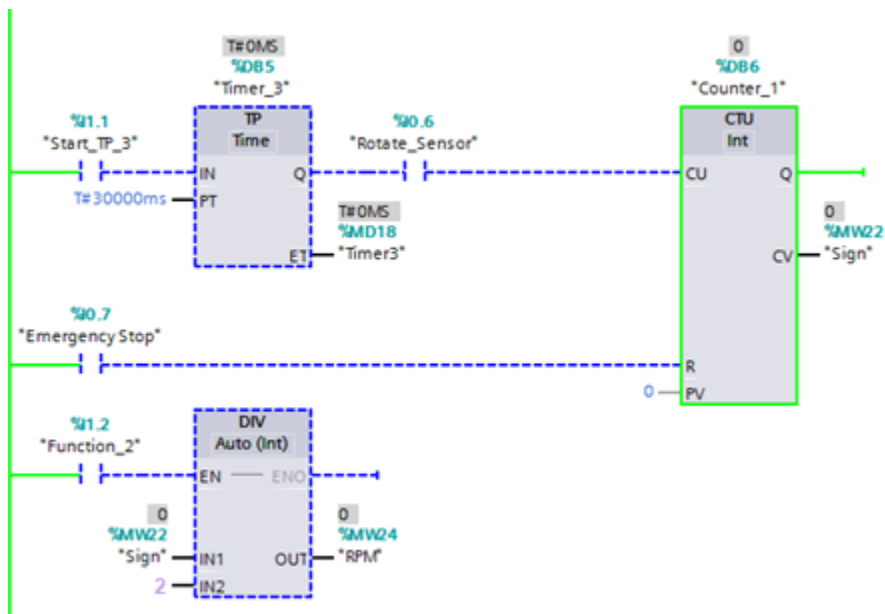 T#0MS
%DB5
"Timer_3"
TP
Time
0
%DB6
"Counter_1"
CTU
Int
%I1.1
"Start_TP_3"
%I0.6
"Rotate_Sensor"
IN
Q
CU
Q
T#30000ms
PT
T#0MS
%MD18
ET
"Timer3"
0
%MW22
CV
"Sign"
%I0.7
"Emergency Stop"
R
0
PV
%I1.2
"Function_2"
DIV
Auto (Int)
EN
ENO
0
%MW22
"Sign"
IN1
0
%MW24
OUT
"RPM"
2
IN2